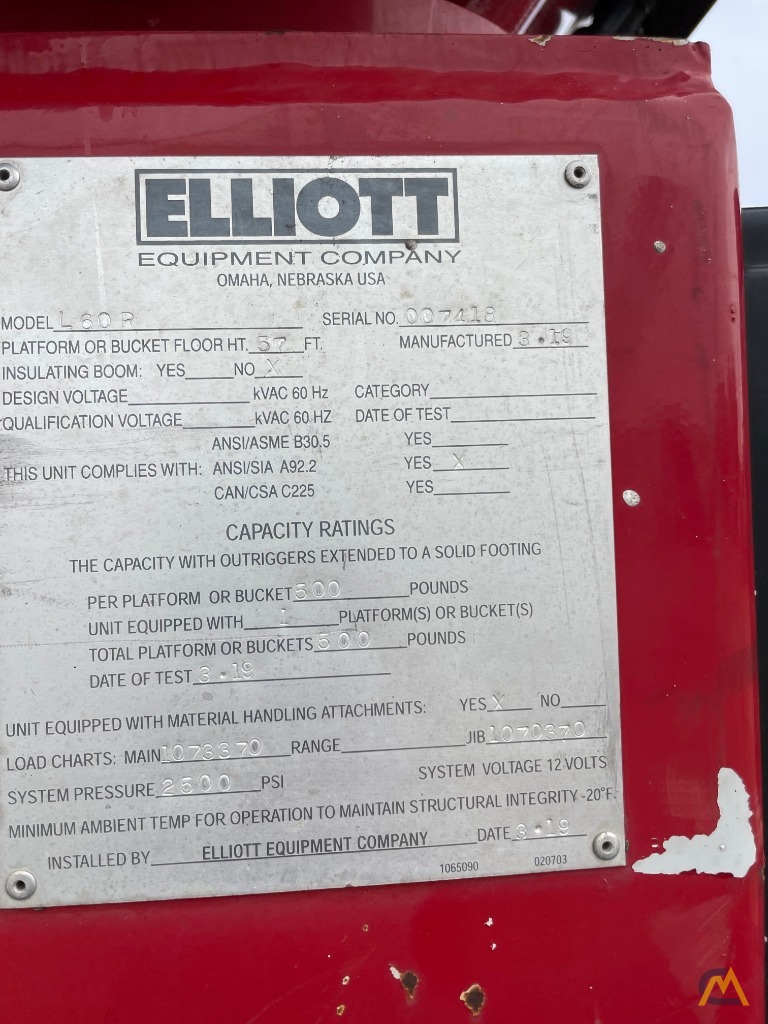 ELLIOTT
EQUIPMENT COMPANY
OMAHA, NEBRASKA USA
MODEL L60R SERIAL NO. 007418
PLATFORM OR BUCKET FLOOR HT. 57 FT. MANUFACTURED 3.19
INSULATING BOOM: YES NO X
DESIGN VOLTAGE kVAC 60 Hz CATEGORY
QUALIFICATION VOLTAGE kVAC 60 HZ DATE OF TEST
ANSI/ASME B30.5 YES
THIS UNIT COMPLIES WITH: ANSI/SIA A92.2 YES X
CAN/CSA C225 YES
CAPACITY RATINGS
THE CAPACITY WITH OUTRIGGERS EXTENDED TO A SOLID FOOTING
PER PLATFORM OR BUCKET 500 POUNDS
UNIT EQUIPPED WITH 1 PLATFORM(S) OR BUCKET(S)
TOTAL PLATFORM OR BUCKETS 500 POUNDS
DATE OF TEST 3.19
UNIT EQUIPPED WITH MATERIAL HANDLING ATTACHMENTS: YES X NO
LOAD CHARTS: MAIN 1073370 RANGE JIB 1070370
SYSTEM PRESSURE 2500 PSI SYSTEM VOLTAGE 12 VOLTS
MINIMUM AMBIENT TEMP FOR OPERATION TO MAINTAIN STRUCTURAL INTEGRITY -20°F.
INSTALLED BY ELLIOTT EQUIPMENT COMPANY DATE 3.19
1065090 020703